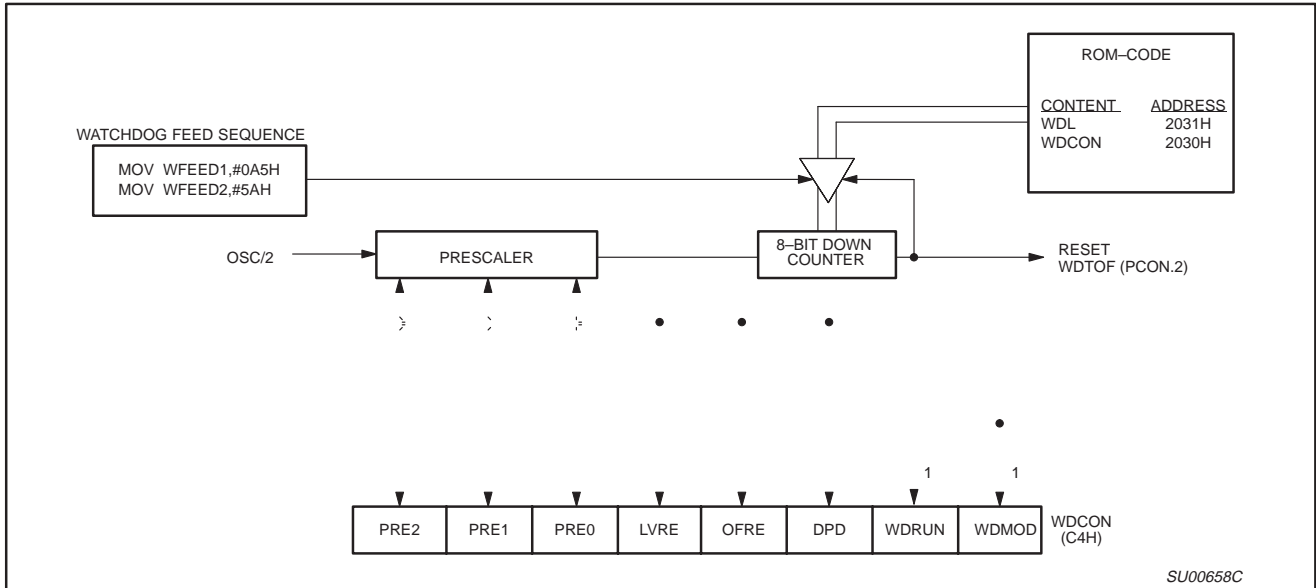 ROM–CODE
CONTENT ADDRESS
WDL 2031H
WDCON 2030H
WATCHDOG FEED SEQUENCE
MOV WFEED1,#0A5H
MOV WFEED2,#5AH
OSC/2
PRESCALER
8–BIT DOWN
COUNTER
RESET
WDTOF (PCON.2)
1 1
PRE2 PRE1 PRE0 LVRE OFRE DPD WDRUN WDMOD
WDCON
(C4H)
SU00658C